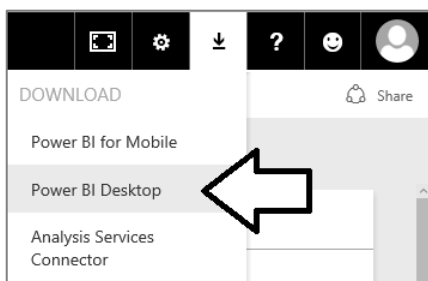 ?
DOWNLOAD
Share
Power BI for Mobile
Power BI Desktop
Analysis Services
Connector